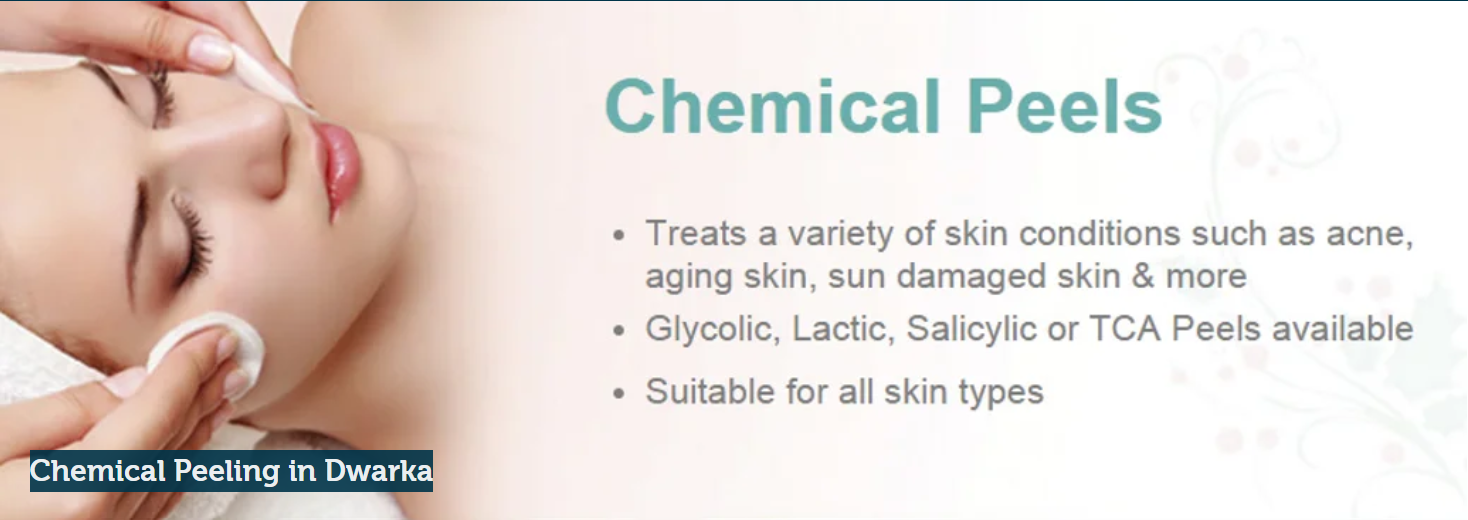 Chemical Peels
• Treats a variety of skin conditions such as acne,
aging skin, sun damaged skin & more
• Glycolic, Lactic, Salicylic or TCA Peels available
• Suitable for all skin types
Chemical Peeling in Dwarka